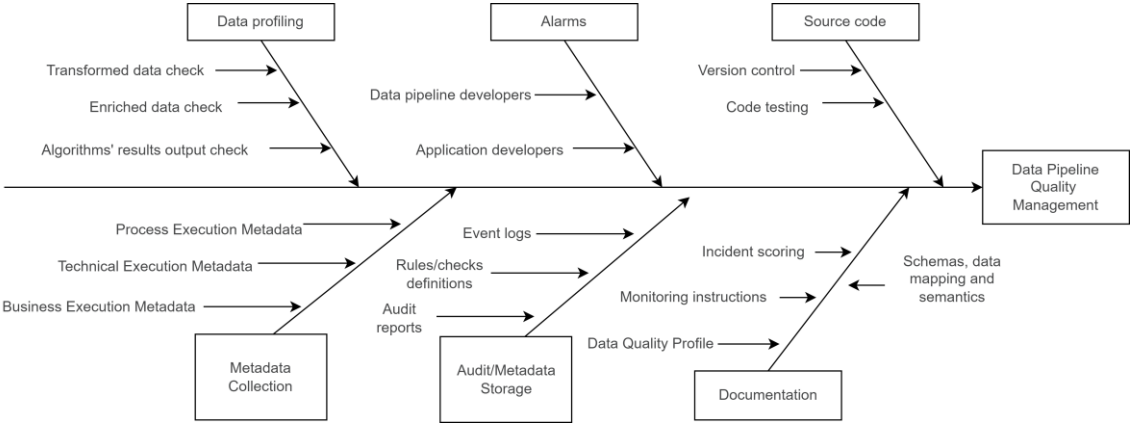 Data profiling
Alarms
Source code
Transformed data check
Enriched data check
Algorithms' results output check
Data pipeline developers
Application developers
Version control
Code testing
Data Pipeline
Quality
Management
Process Execution Metadata
Technical Execution Metadata
Business Execution Metadata
Event logs
Rules/checks
definitions
Audit
reports
Incident scoring
Monitoring instructions
Data Quality Profile
Schemas, data
mapping and
semantics
Metadata
Collection
Audit/Metadata
Storage
Documentation